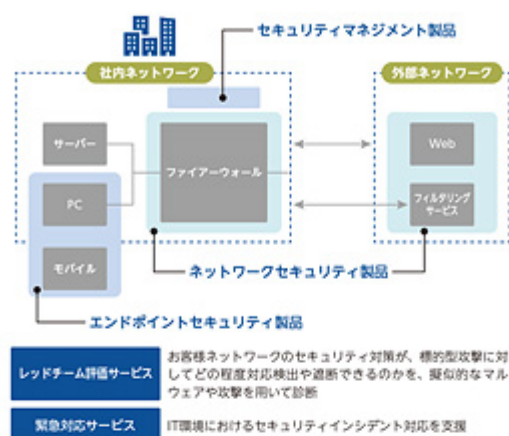 セキュリティマネジメント製品
社内ネットワーク
外部ネットワーク
サーバー
ファイアーウォール
Web
PC
フィルタリング
サービス
モバイル
ネットワークセキュリティ製品
エンドポイントセキュリティ製品
レッドチーム評価サービス
お客様ネットワークのセキュリティ対策が、標的型攻撃に対
してどの程度対応検出や遮断できるのかを、擬似的なマル
ウェアや攻撃を用いて診断
緊急対応サービス
IT環境におけるセキュリティインシデント対応を支援